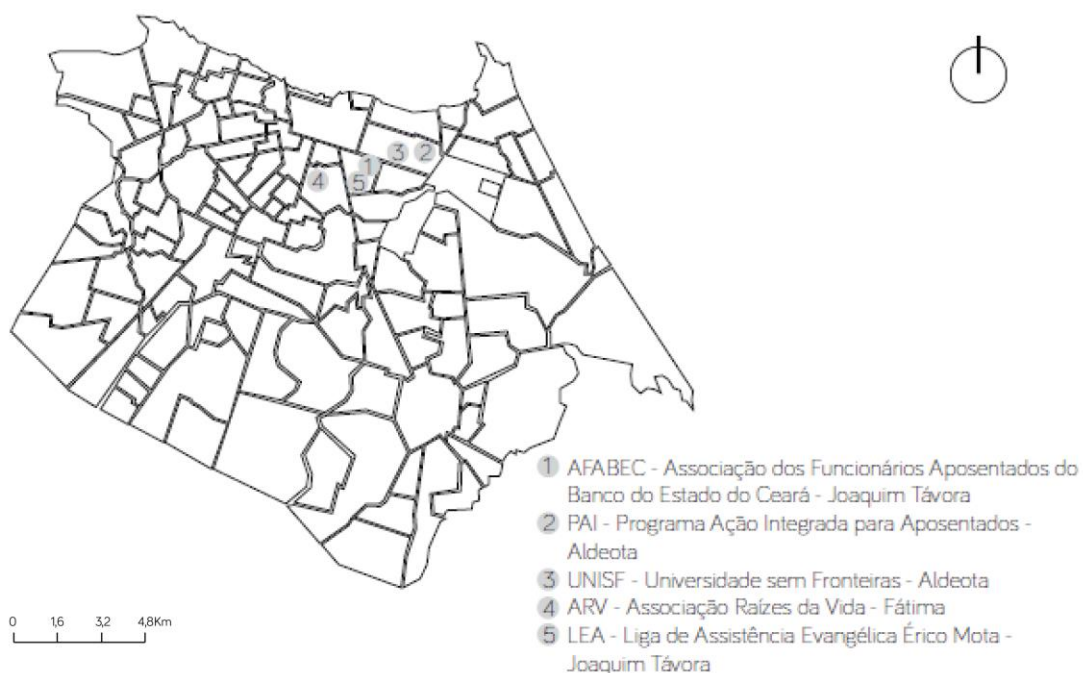 3 2
1
4 5
1 AFABEC - Associação dos Funcionários Aposentados do
Banco do Estado do Ceará - Joaquim Távora
2 PAI - Programa Ação Integrada para Aposentados -
Aldeota
3 UNISF - Universidade sem Fronteiras - Aldeota
4 ARV - Associação Raízes da Vida - Fátima
5 LEA - Liga de Assistência Evangélica Érico Mota -
Joaquim Távora
0 1,6 3,2 4,8Km